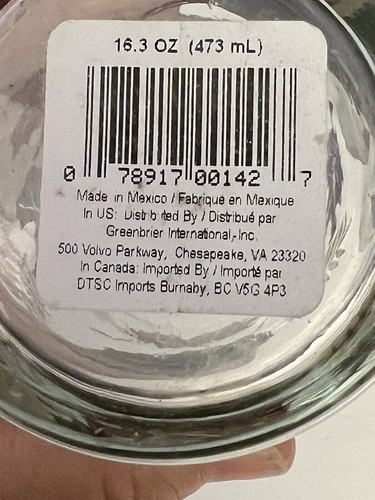 16.3 OZ (473 mL)
0 78917 00142 7
Made in Mexico / Fabriqué en Mexique
In US: Distributed By / Distribué par
Greenbrier International, Inc.
500 Volvo Parkway, Chesapeake, VA 23320
In Canada: Imported By / Importé par
DTSC Imports Burnaby, BC V5G 4P3